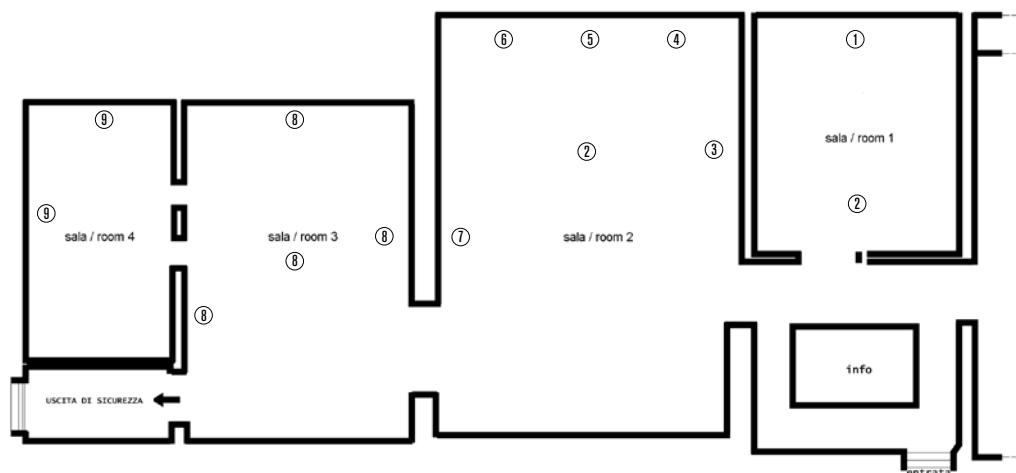 ⑥ ⑤ ④ ①
⑨ ⑧
sala / room 1
② ③
②
⑨
sala / room 4 sala / room 3 ⑧ ⑦ sala / room 2
⑧
⑧
info
USCITA DI SICUREZZA
entrata